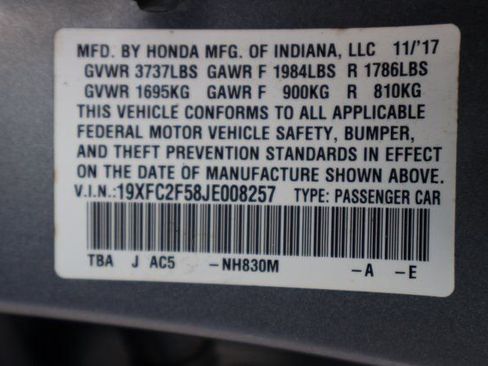 MFD. BY HONDA MFG. OF INDIANA, LLC 11/'17
GVWR 3737LBS GAWR F 1984LBS R 1786LBS
GVWR 1695KG GAWR F 900KG R 810KG
THIS VEHICLE CONFORMS TO ALL APPLICABLE
FEDERAL MOTOR VEHICLE SAFETY, BUMPER,
AND THEFT PREVENTION STANDARDS IN EFFECT
ON THE DATE OF MANUFACTURE SHOWN ABOVE.
V.I.N.:19XFC2F58JE008257 TYPE: PASSENGER CAR
TBA J AC5 -NH830M -A -E